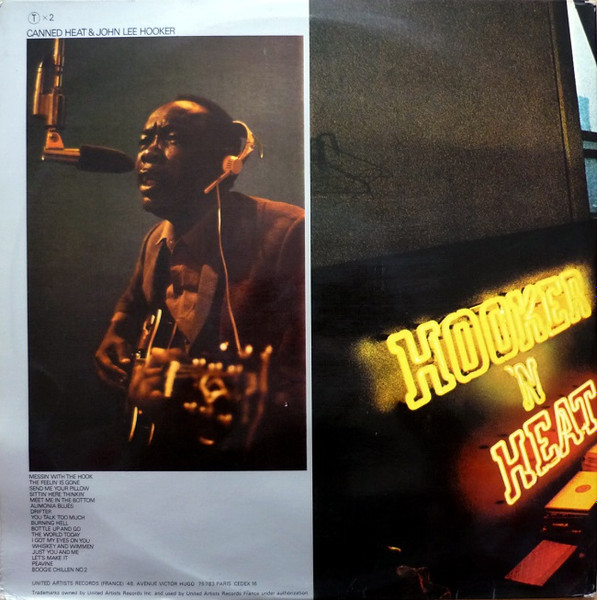 T x2
CANNED HEAT & JOHN LEE HOOKER
MESSIN' WITH THE HOOK
THE FEELIN' IS GONE
SEND ME YOUR PILLOW
SITTIN' HERE THINKIN'
MEET ME IN THE BOTTOM
ALIMONIA BLUES
DRIFTER
YOU TALK TOO MUCH
BURNING HELL
BOTTLE UP AND GO
THE WORLD TODAY
I GOT MY EYES ON YOU
WHISKEY AND WIMMEN'
JUST YOU AND ME
LET'S MAKE IT
PEAVINE
BOOGIE CHILLEN NO.2
UNITED ARTISTS RECORDS (FRANCE) 48, AVENUE VICTOR HUGO 75783 PARIS CEDEX 16
Trademarks owned by United Artists Records Inc. and used by United Artists Records France under authorization
HOOKER
'N
HEAT